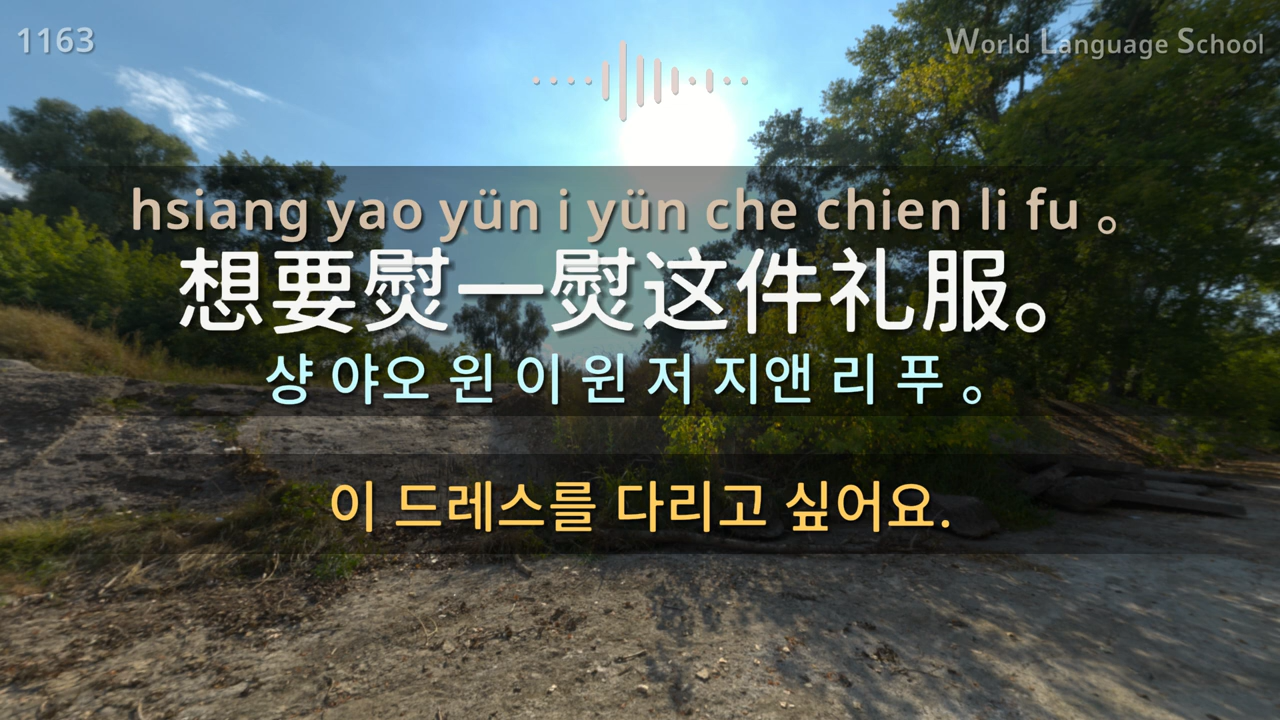 1163
World Language School
hsiang yao yün i yün che chien li fu 。
想要熨一熨这件礼服。
샹 야오 윈 이 윈 저 지앤 리 푸 。
이 드레스를 다리고 싶어요.